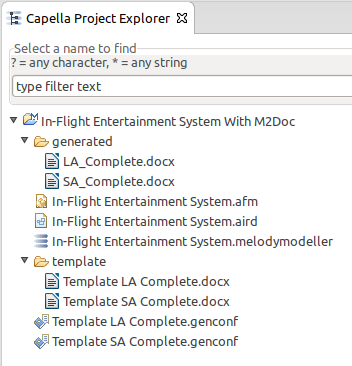 Capella Project Explorer
Select a name to find
? = any character, * = any string
type filter text
In-Flight Entertainment System With M2Doc
generated
LA_Complete.docx
SA_Complete.docx
In-Flight Entertainment System.afm
In-Flight Entertainment System.aird
In-Flight Entertainment System.melodymodeller
template
Template LA Complete.docx
Template SA Complete.docx
Template LA Complete.genconf
Template SA Complete.genconf